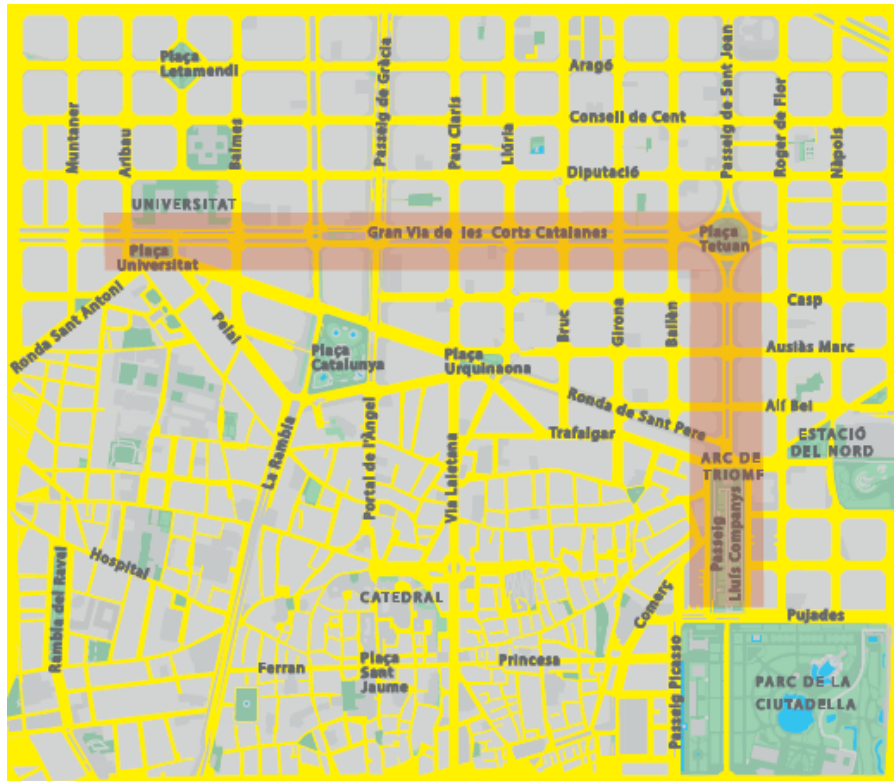 Plaça
Letamendi
Muntaner
Aribau
Balmes
Passeig de Gràcia
Pau Claris
Llúria
Aragó
Consell de Cent
Diputació
Passeig de Sant Joan
Roger de Flor
Nàpols
UNIVERSITAT
Gran Via de les Corts Catalanes
Plaça
Tetuan
Plaça
Universitat
Ronda Sant Antoni
Pelai
Plaça
Catalunya
Plaça
Urquinaona
Bruc
Girona
Bailèn
Casp
Ausiàs Marc
Alí Bei
Ronda de Sant Pere
Trafalgar
ARC DE
TRIOMF
ESTACIÓ
DEL NORD
La Rambla
Portal de l'Àngel
Via Laietana
Passeig
Lluís Companys
Hospital
Rambla del Raval
CATEDRAL
Comerç
Pujades
Ferran
Plaça
Sant
Jaume
Princesa
Passeig Picasso
PARC DE LA
CIUTADELLA